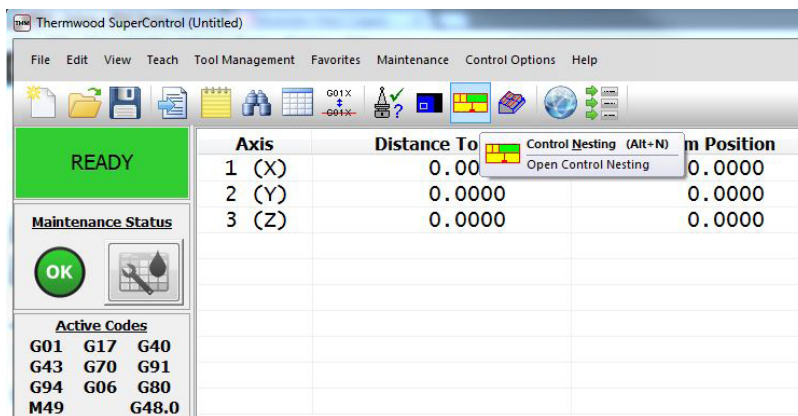 THM Thermwood SuperControl (Untitled)
File Edit View Teach Tool Management Favorites Maintenance Control Options Help
G01X
G01X
?
READY
Axis Distance To m Position
Control Nesting (Alt+N)
Open Control Nesting
1 (X) 0.00 0.0000
2 (Y) 0.0000 0.0000
3 (Z) 0.0000 0.0000
Maintenance Status
OK
Active Codes
G01 G17 G40
G43 G70 G91
G94 G06 G80
M49 G48.0